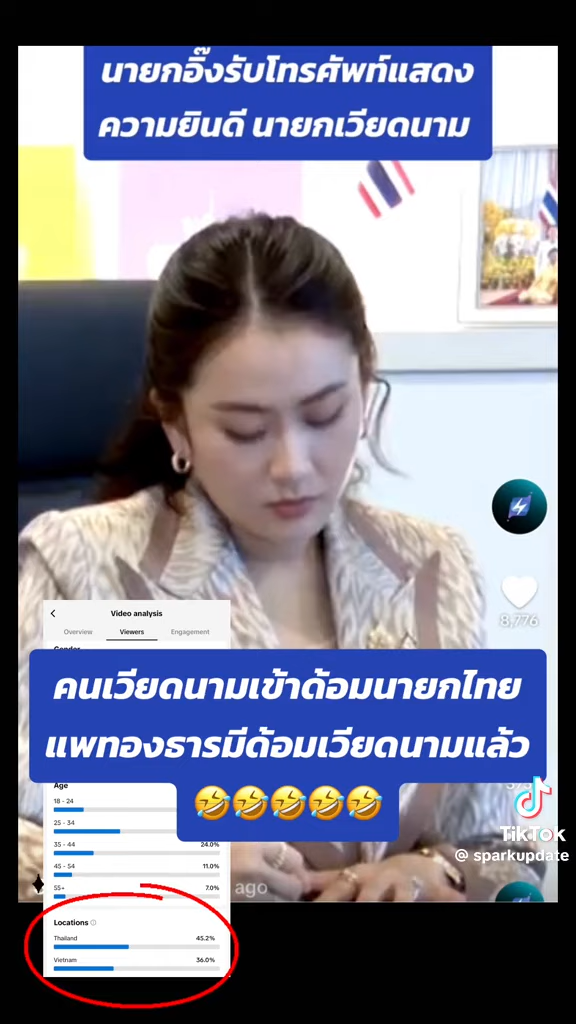 นายกอิ๊งรับโทรศัพท์แสดง
ความยินดี นายกเวียดนาม
8,776
Video analysis
Overview
Viewers
Engagement
คนเวียดนามเข้าด้อมนายกไทย
แพทองธารมีด้อมเวียดนามแล้ว
🤣🤣🤣🤣🤣
Age
18 - 24
25 - 34
35 - 44 24.0%
45 - 54 11.0%
55+ 7.0%
ago
Locations
Thailand 45.2%
Vietnam 36.0%
TikTok
@ sparkupdate